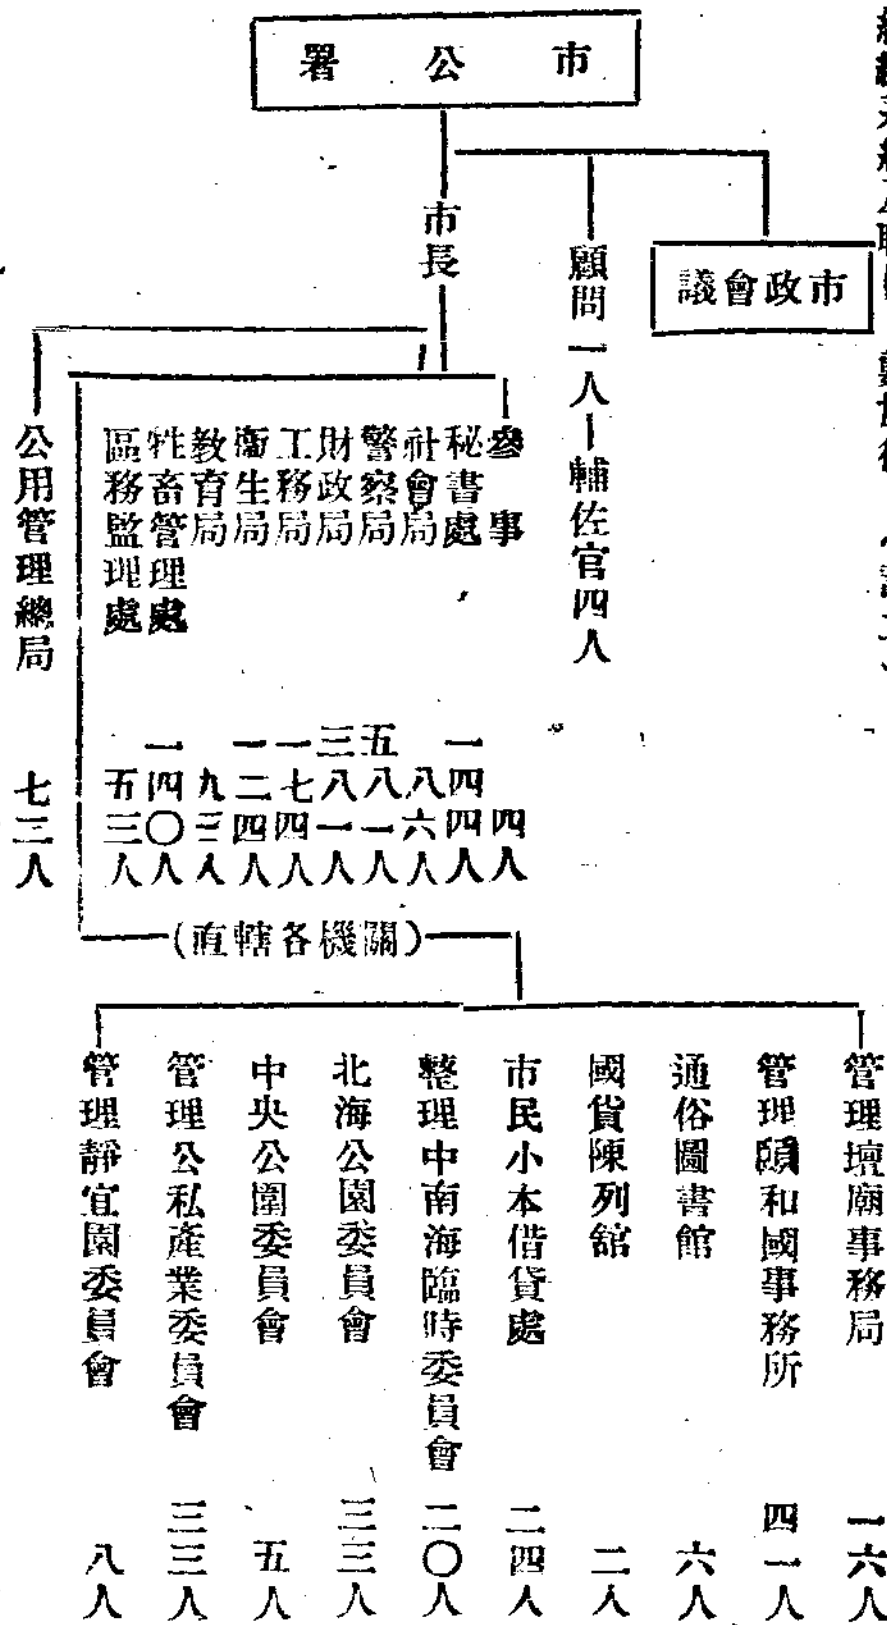 市公署
市政會議
顧問一人
輔佐官四人
市長
參事　四人
秘書處　一四四人
社會局　八六人
警察局　五八一人
財政局　三八一人
工務局　一七四人
衞生局　一二四人
教育局　九三人
牲畜管理處　一四〇人
區務監理處　五三人
公用管理總局　七三人
(直轄各機關)
管理壇廟事務局　一六人
管理頤和國事務所　四一人
通俗圖書館　六人
國貨陳列舘　二人
市民小本借貸處　二四人
整理中南海臨時委員會　二〇人
北海公園委員會　三三人
中央公園委員會　五人
管理公私產業委員會　三三人
管理靜宜園委員會　八人